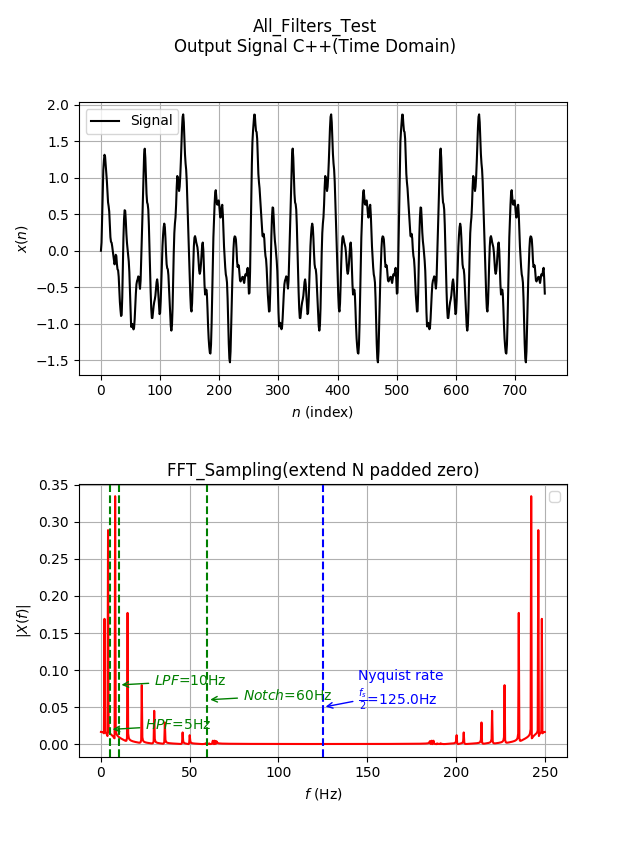 All_Filters_Test
Output Signal C++(Time Domain)
2.0
1.5
1.0
0.5
0.0
−0.5
−1.0
−1.5
x(n)
Signal
0 100 200 300 400 500 600 700
n (index)
FFT_Sampling(extend N padded zero)
0.35
0.30
0.25
0.20
0.15
0.10
0.05
0.00
|X(f)|
LPF=10Hz
HPF=5Hz
Notch=60Hz
Nyquist rate
fs/2=125.0Hz
0 50 100 150 200 250
f (Hz)